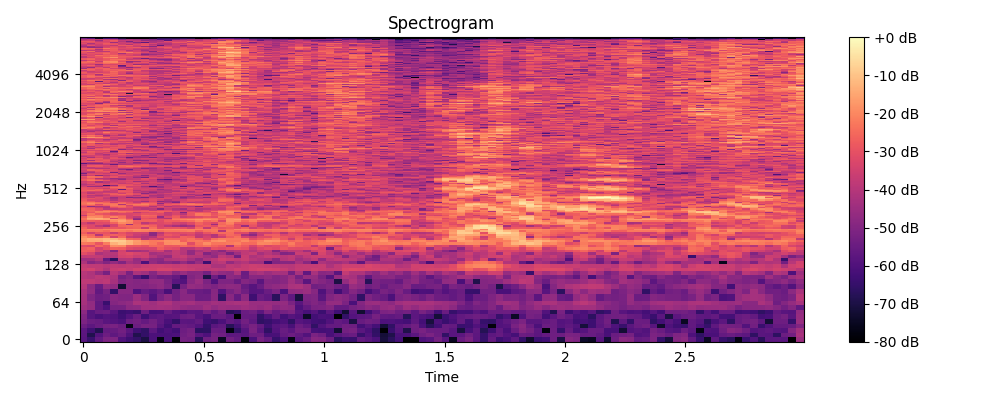 Spectrogram
+0 dB
4096
-10 dB
2048
-20 dB
1024
-30 dB
Hz
512
-40 dB
256
-50 dB
128
-60 dB
64
-70 dB
0
-80 dB
0 0.5 1 1.5 2 2.5
Time